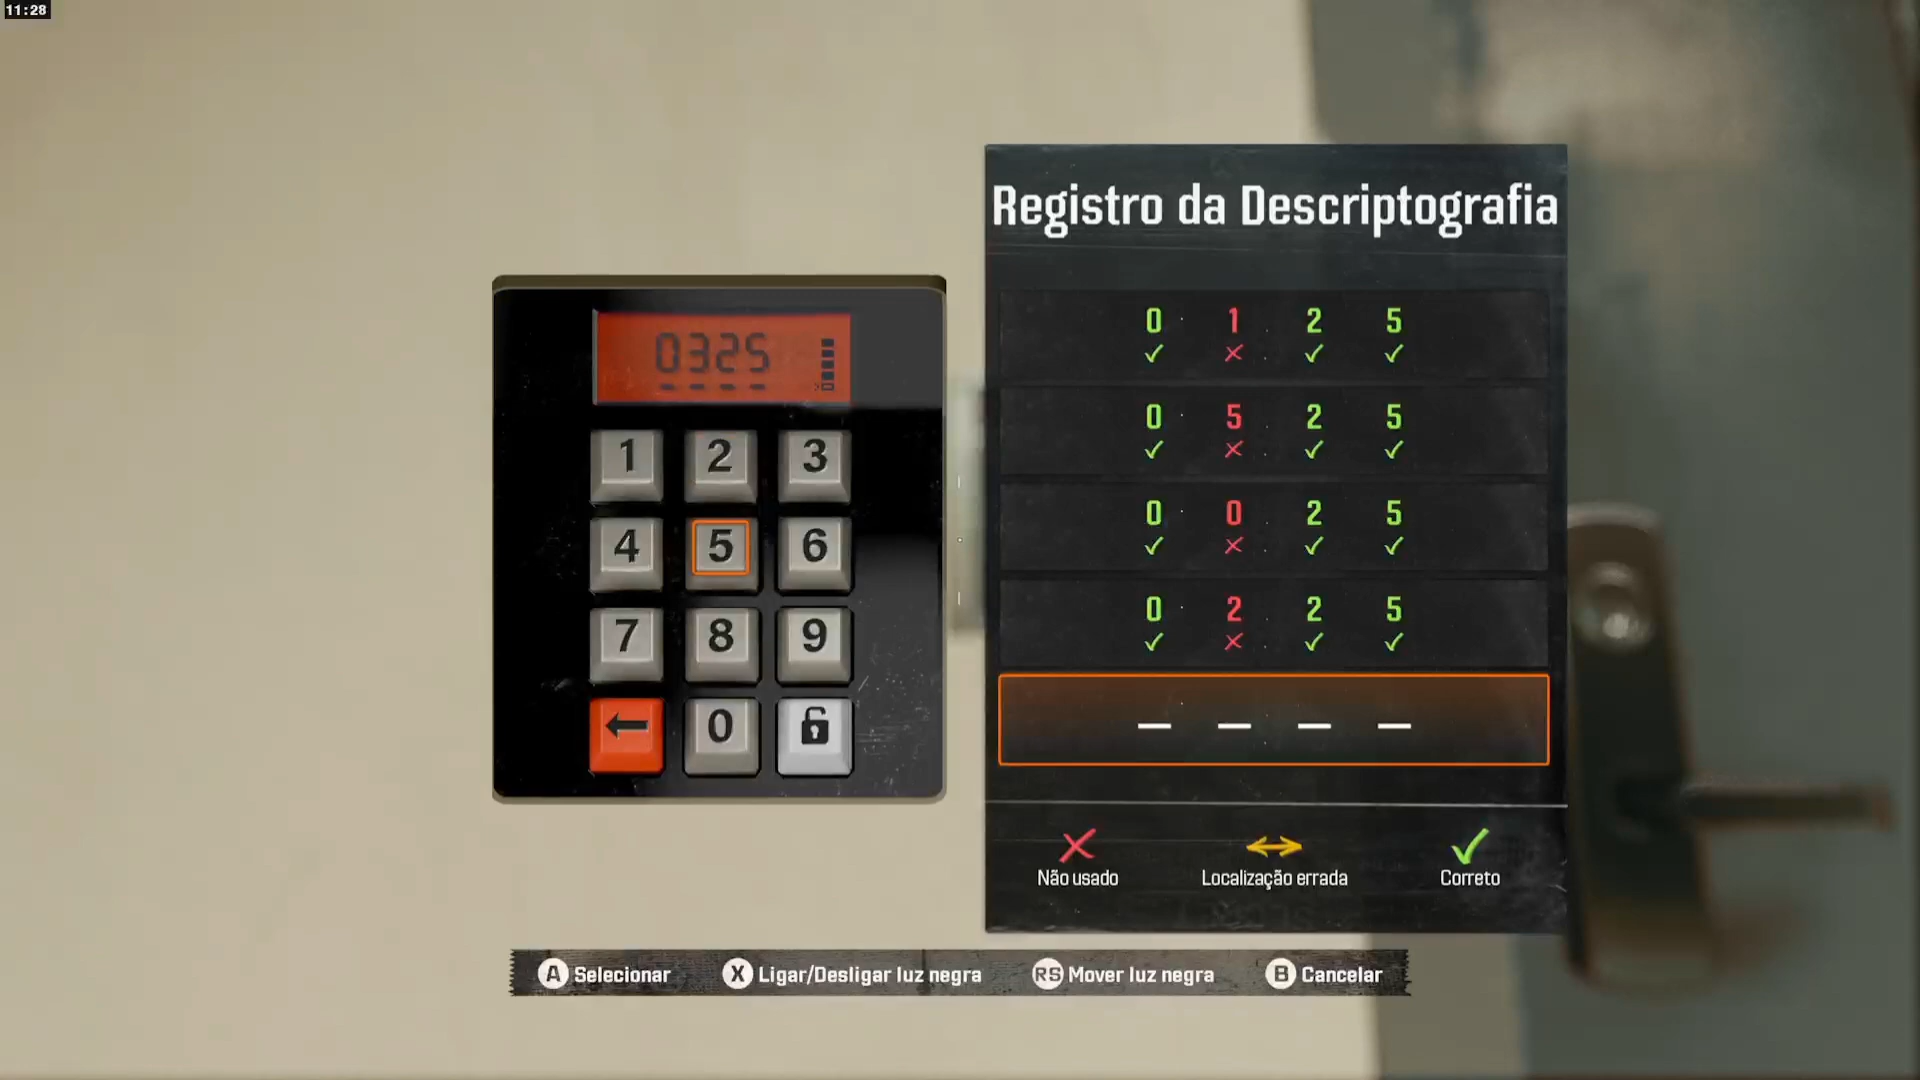 11:28
Registro da Descriptografia
0 1 2 5
0 5 2 5
0 0 2 5
0 2 2 5
Não usado
Localização errada
Correto
0325
1 2 3
4 5 6
7 8 9
0
A Selecionar
X Ligar/Desligar luz negra
RS Mover luz negra
B Cancelar